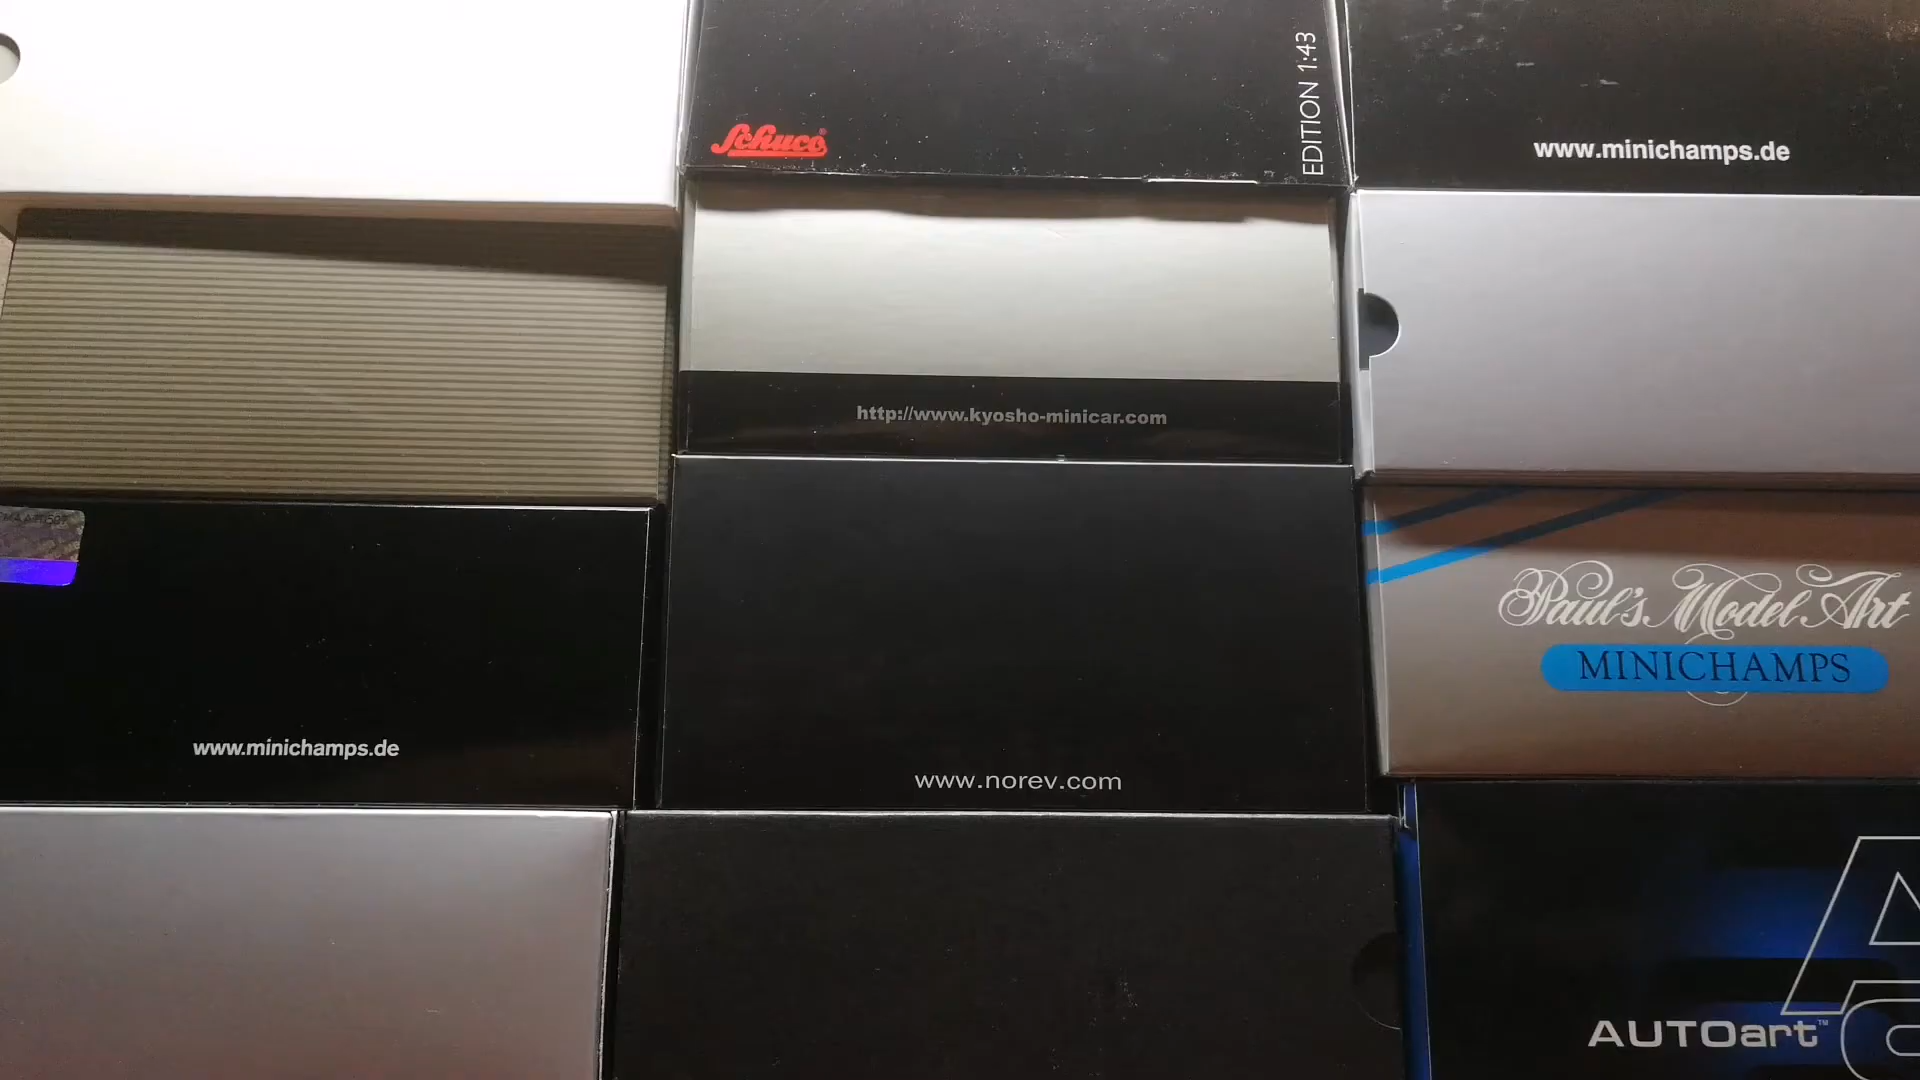 Schuco
EDITION 1:43
www.minichamps.de
http://www.kyosho-minicar.com
Paul's Model Art
MINICHAMPS
www.minichamps.de
www.norev.com
AUTOart™